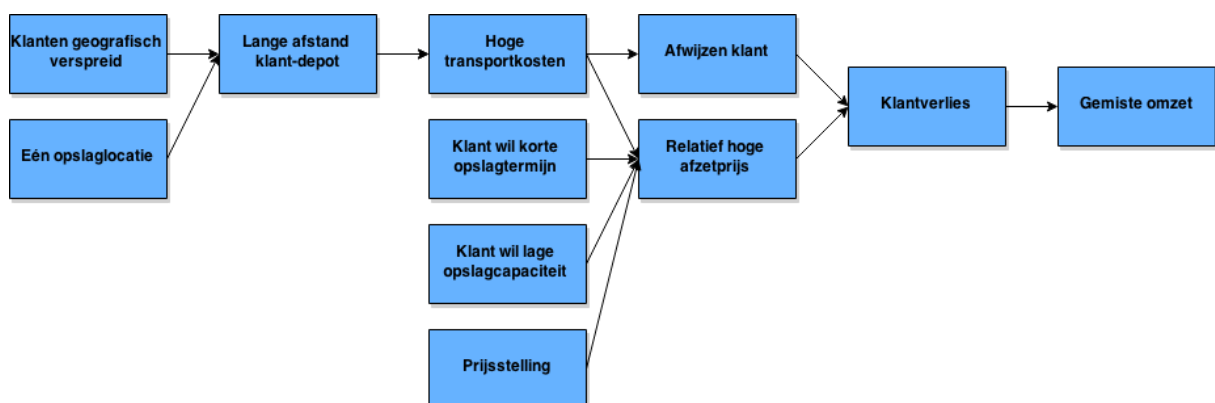 Klanten geografisch
verspreid
Lange afstand
klant-depot
Hoge
transportkosten
Afwijzen klant
Klantverlies
Gemiste omzet
Eén opslaglocatie
Klant wil korte
opslagtermijn
Relatief hoge
afzetprijs
Klant wil lage
opslagcapaciteit
Prijsstelling